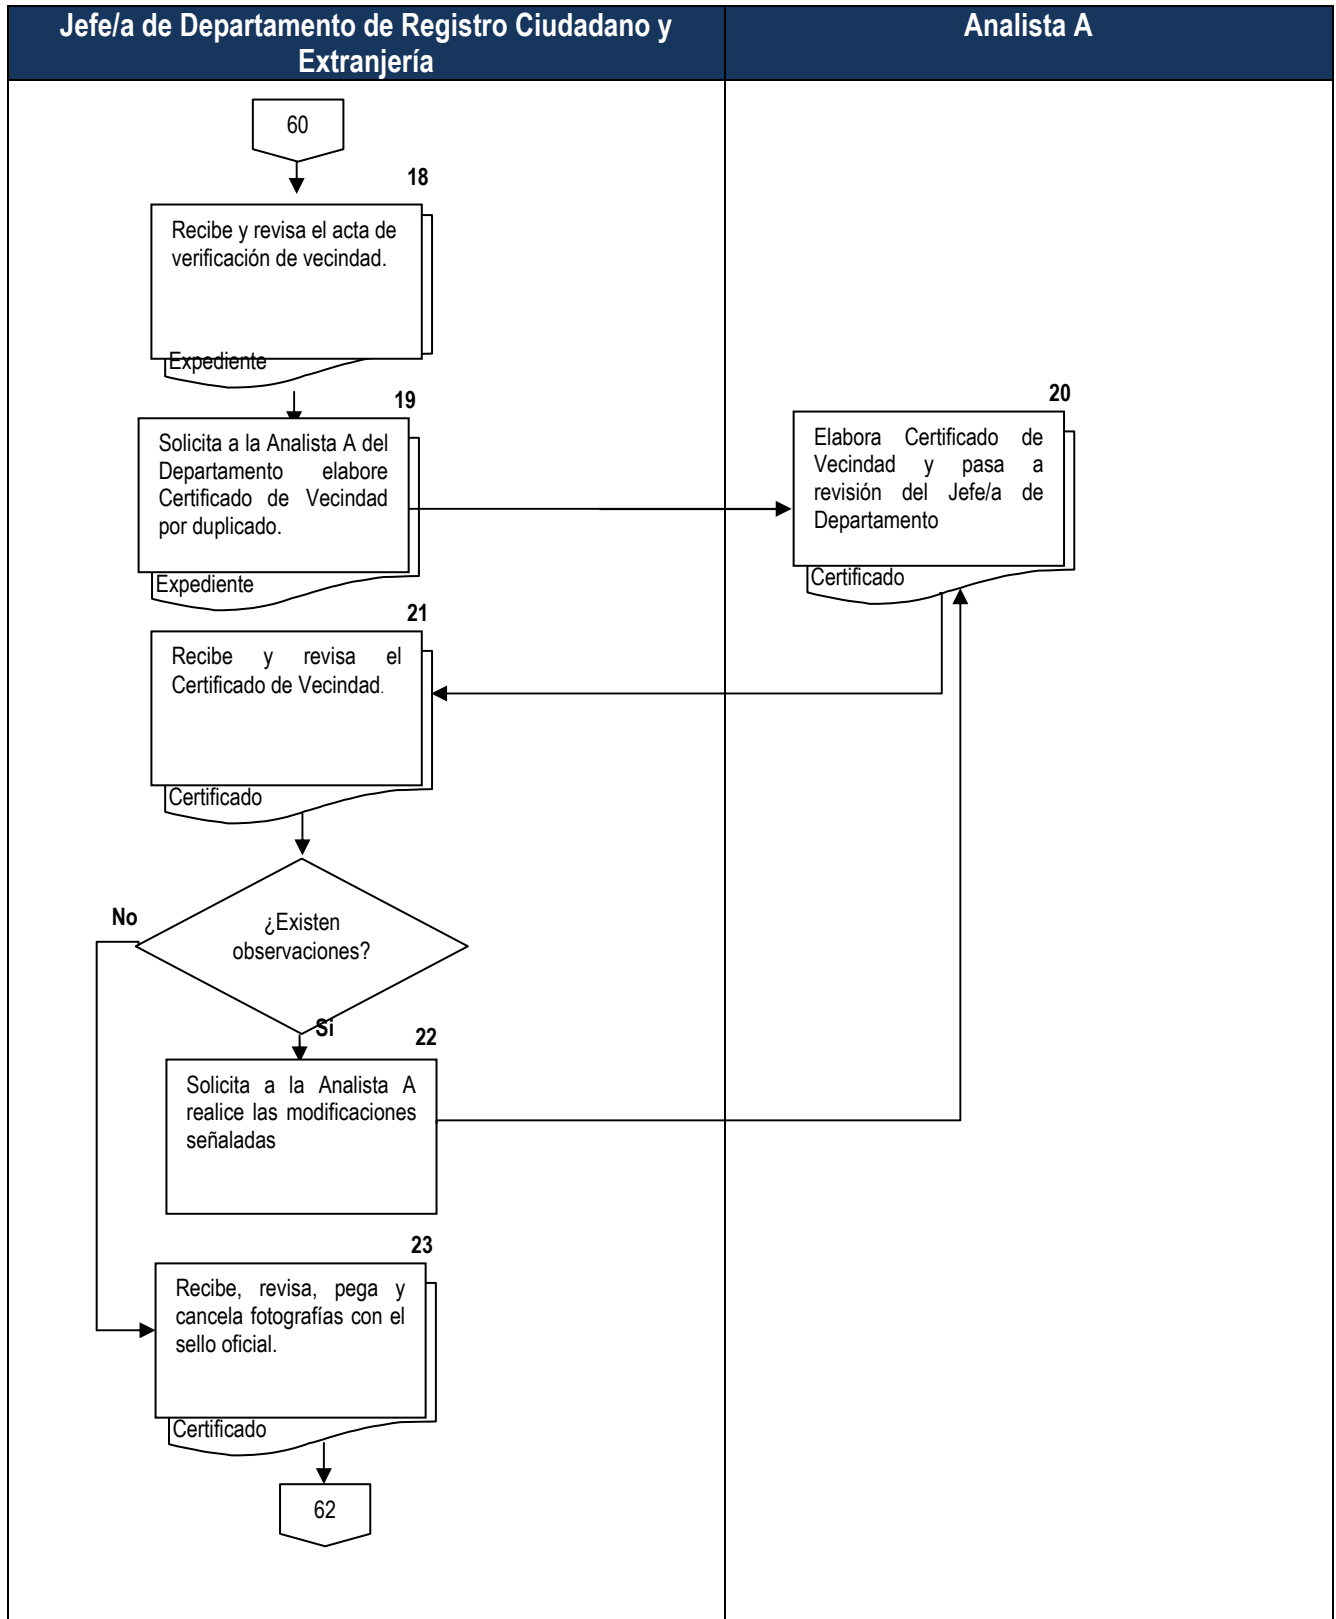 Jefe/a de Departamento de Registro Ciudadano y
Extranjería
Analista A
60
18
Recibe y revisa el acta de
verificación de vecindad.
Expediente
19
Solicita a la Analista A del
Departamento elabore
Certificado de Vecindad
por duplicado.
Expediente
20
Elabora Certificado de
Vecindad y pasa a
revisión del Jefe/a de
Departamento
Certificado
21
Recibe y revisa el
Certificado de Vecindad.
Certificado
¿Existen
observaciones?
No
Si
22
Solicita a la Analista A
realice las modificaciones
señaladas
23
Recibe, revisa, pega y
cancela fotografías con el
sello oficial.
Certificado
62